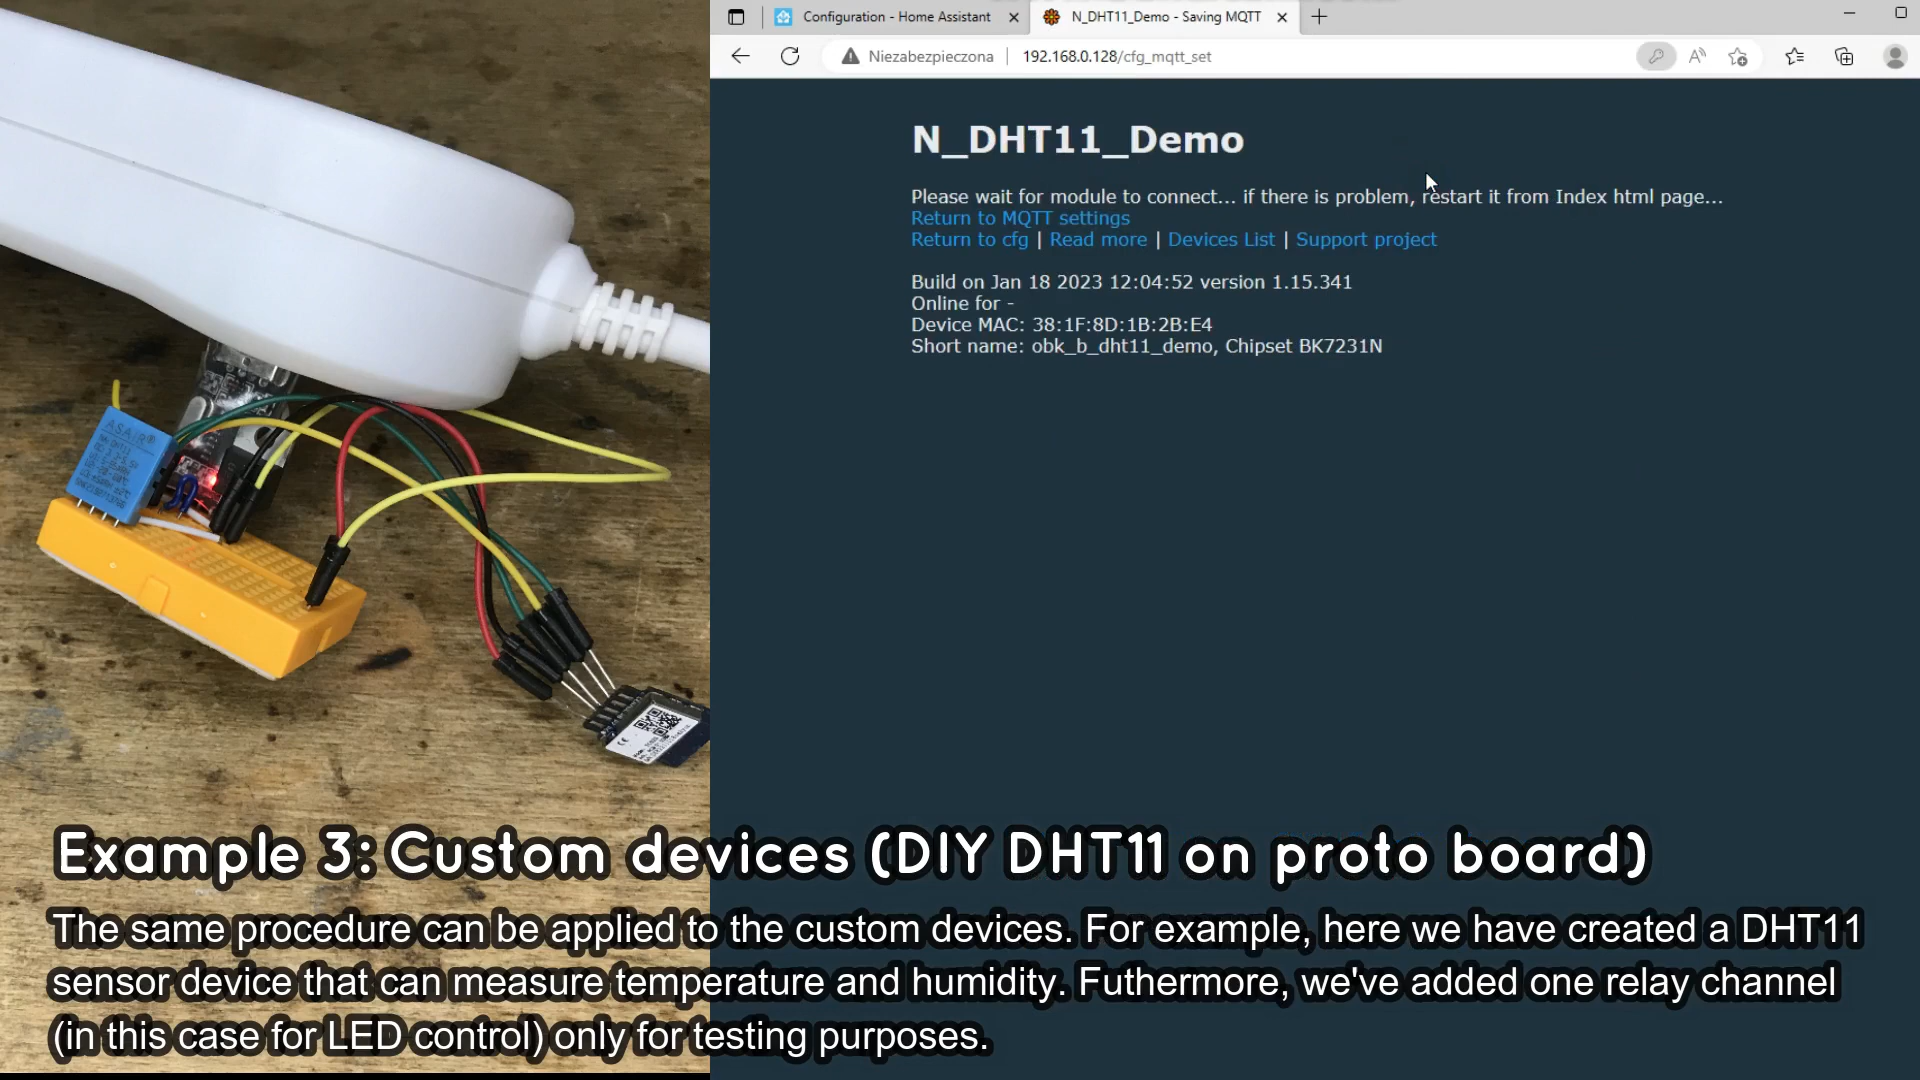 Configuration - Home Assistant
N_DHT11_Demo - Saving MQTT
Niezabezpieczona
192.168.0.128/cfg_mqtt_set
N_DHT11_Demo
Please wait for module to connect... if there is problem, restart it from Index html page...
Return to MQTT settings
Return to cfg | Read more | Devices List | Support project
Build on Jan 18 2023 12:04:52 version 1.15.341
Online for -
Device MAC: 38:1F:8D:1B:2B:E4
Short name: obk_b_dht11_demo, Chipset BK7231N
ASAIR®
DHT11
Example 3: Custom devices (DIY DHT11 on proto board)
The same procedure can be applied to the custom devices. For example, here we have created a DHT11
sensor device that can measure temperature and humidity. Futhermore, we've added one relay channel
(in this case for LED control) only for testing purposes.